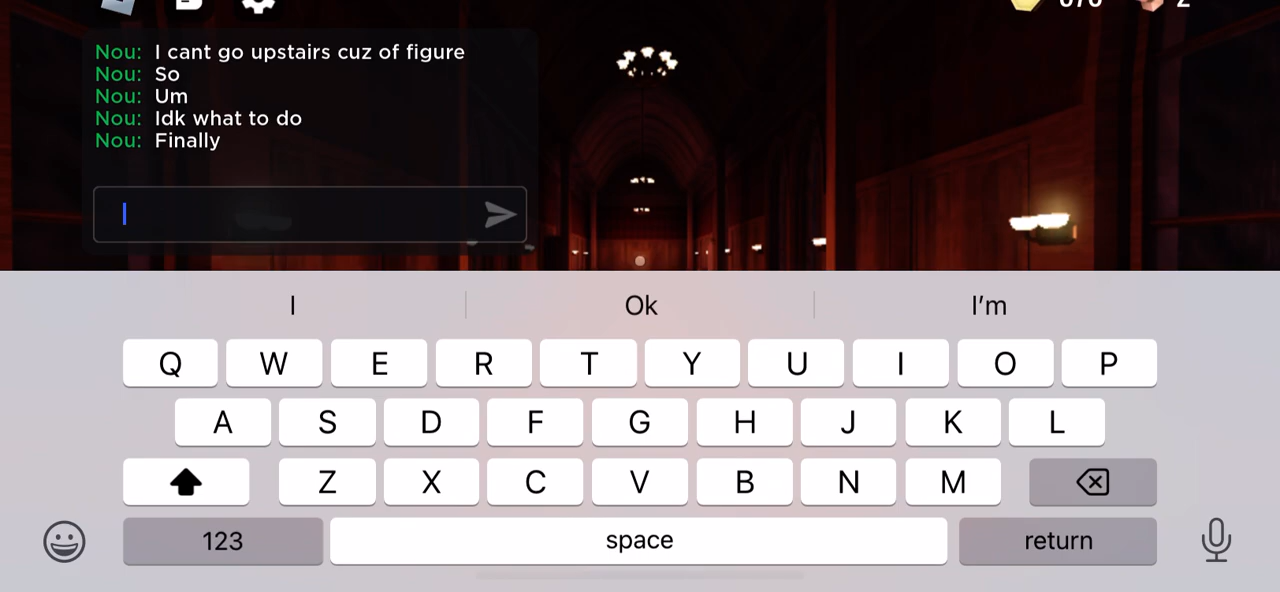 Nou: I cant go upstairs cuz of figure
Nou: So
Nou: Um
Nou: Idk what to do
Nou: Finally
I Ok I'm
Q W E R T Y U I O P
A S D F G H J K L
Z X C V B N M
123 space return